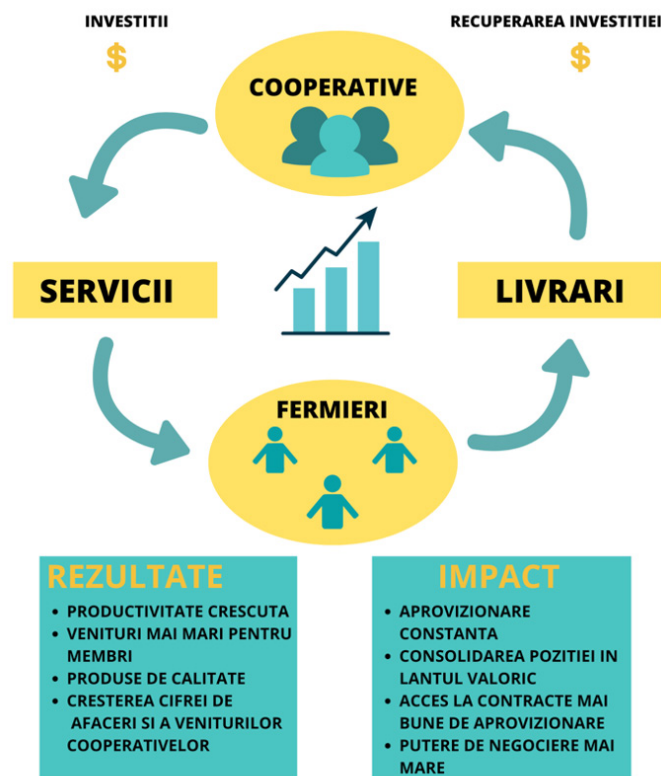 INVESTITII
RECUPERAREA INVESTITIEI
$
$
COOPERATIVE
SERVICII
LIVRARI
FERMIERI
REZULTATE
• PRODUCTIVITATE CRESCUTA
• VENITURI MAI MARI PENTRU
MEMBRI
• PRODUSE DE CALITATE
• CRESTEREA CIFREI DE
AFACERI SI A VENITURILOR
COOPERATIVELOR
IMPACT
• APROVIZIONARE
CONSTANTA
• CONSOLIDAREA POZITIEI IN
LANTUL VALORIC
• ACCES LA CONTRACTE MAI
BUNE DE APROVIZIONARE
• PUTERE DE NEGOCIERE MAI
MARE